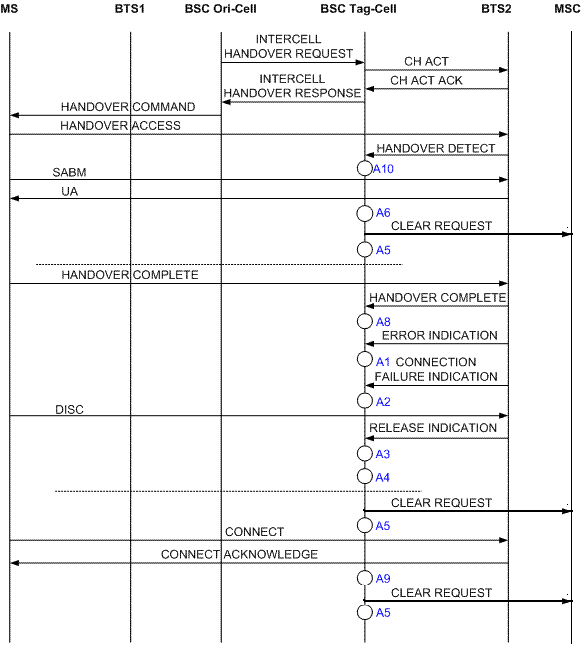 MS BTS1 BSC Ori-Cell BSC Tag-Cell BTS2 MSC
INTERCELL
HANDOVER REQUEST
CH ACT
INTERCELL
CH ACT ACK
HANDOVER RESPONSE
HANDOVER COMMAND
HANDOVER ACCESS
HANDOVER DETECT
A10
SABM
UA
A6
CLEAR REQUEST
A5
HANDOVER COMPLETE
HANDOVER COMPLETE
A8
ERROR INDICATION
A1 CONNECTION
FAILURE INDICATION
A2
DISC
RELEASE INDICATION
A3
A4
CLEAR REQUEST
A5
CONNECT
CONNECT ACKNOWLEDGE
A9
CLEAR REQUEST
A5